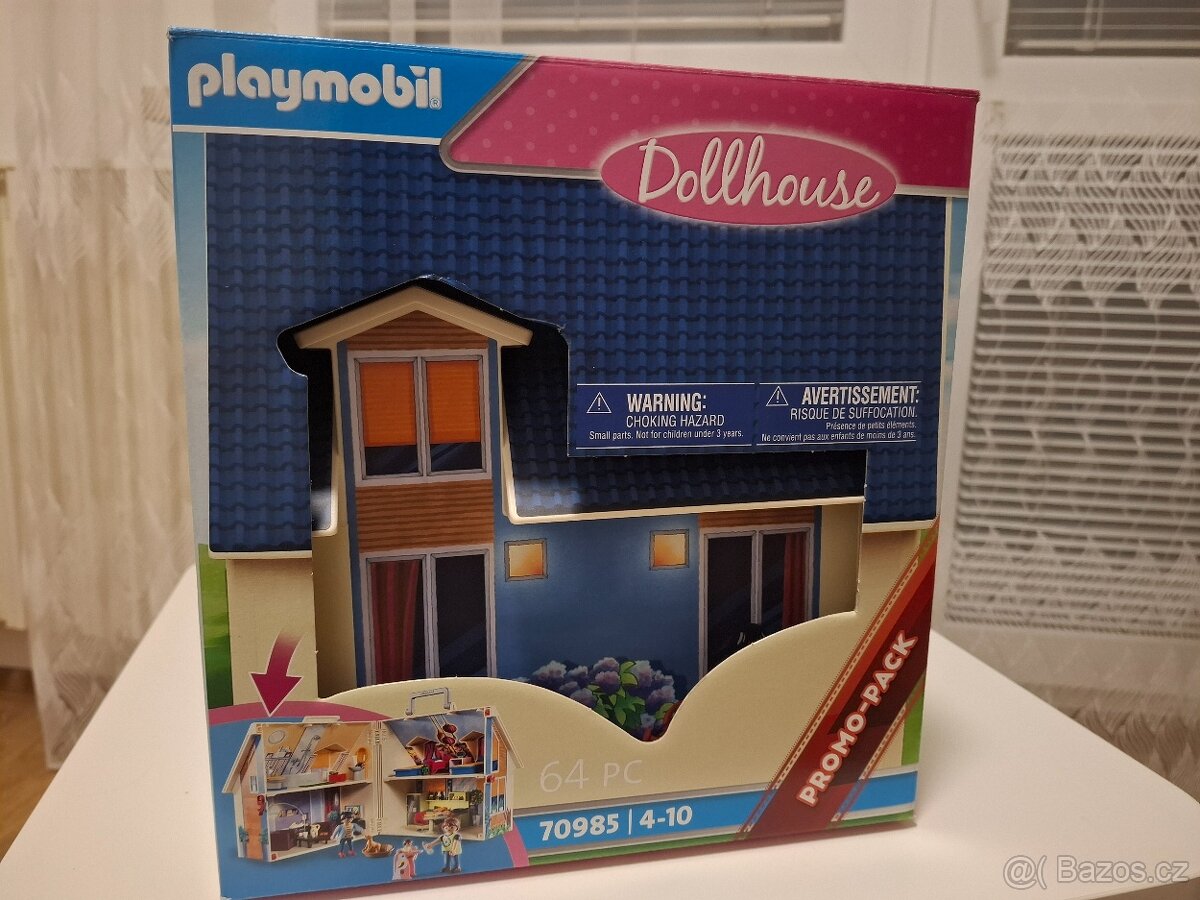 playmobil®
Dollhouse
WARNING:
CHOKING HAZARD
Small parts. Not for children under 3 years.
AVERTISSEMENT:
RISQUE DE SUFFOCATION.
Présence de petits éléments.
Ne convient pas aux enfants de moins de 3 ans.
PROMO-PACK
64 PC
70985 | 4-10
@( Bazos.cz